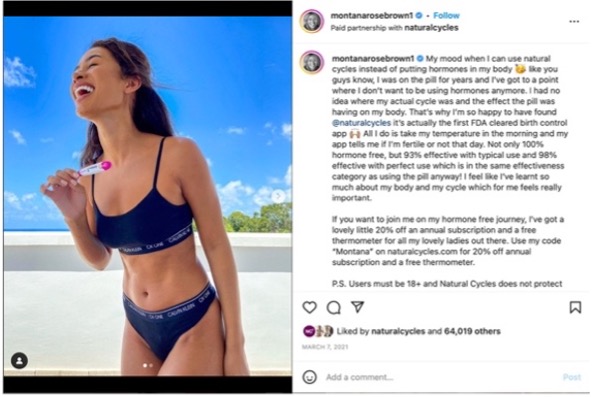 montanarosebrown1 • Follow
Paid partnership with naturalcycles
montanarosebrown1 My mood when I can use natural
cycles instead of putting hormones in my body 🥳 like you
guys know, I was on the pill for years and I've got to a point
where I don't want to be using hormones anymore. I had no
idea where my actual cycle was and the effect the pill was
having on my body. That's why I'm so happy to have found
@naturalcycles it's actually the first FDA cleared birth control
app 🙌 All I do is take my temperature in the morning and my
app tells me if I'm fertile or not that day. Not only 100%
hormone free, but 93% effective with typical use and 98%
effective with perfect use which is in the same effectiveness
category as using the pill anyway! I feel like I've learnt so
much about my body and my cycle which for me feels really
important.
If you want to join me on my hormone free journey, I've got a
lovely little 20% off an annual subscription and a free
thermometer for all my lovely ladies out there. Use my code
"Montana" on naturalcycles.com for 20% off annual
subscription and a free thermometer.
P.S. Users must be 18+ and Natural Cycles does not protect
Liked by naturalcycles and 64,019 others
MARCH 7, 2021
Add a comment...
Post
CK ONE CALVIN KLEIN CK ONE
CALVIN KLEIN CK ONE